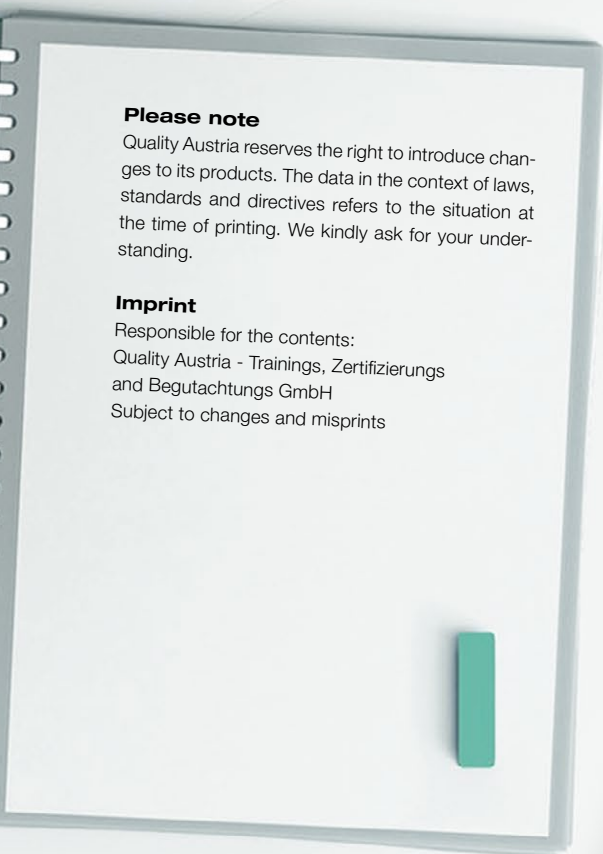 Please note
Quality Austria reserves the right to introduce chan-
ges to its products. The data in the context of laws,
standards and directives refers to the situation at
the time of printing. We kindly ask for your under-
standing.
Imprint
Responsible for the contents:
Quality Austria - Trainings, Zertifizierungs
and Begutachtungs GmbH
Subject to changes and misprints